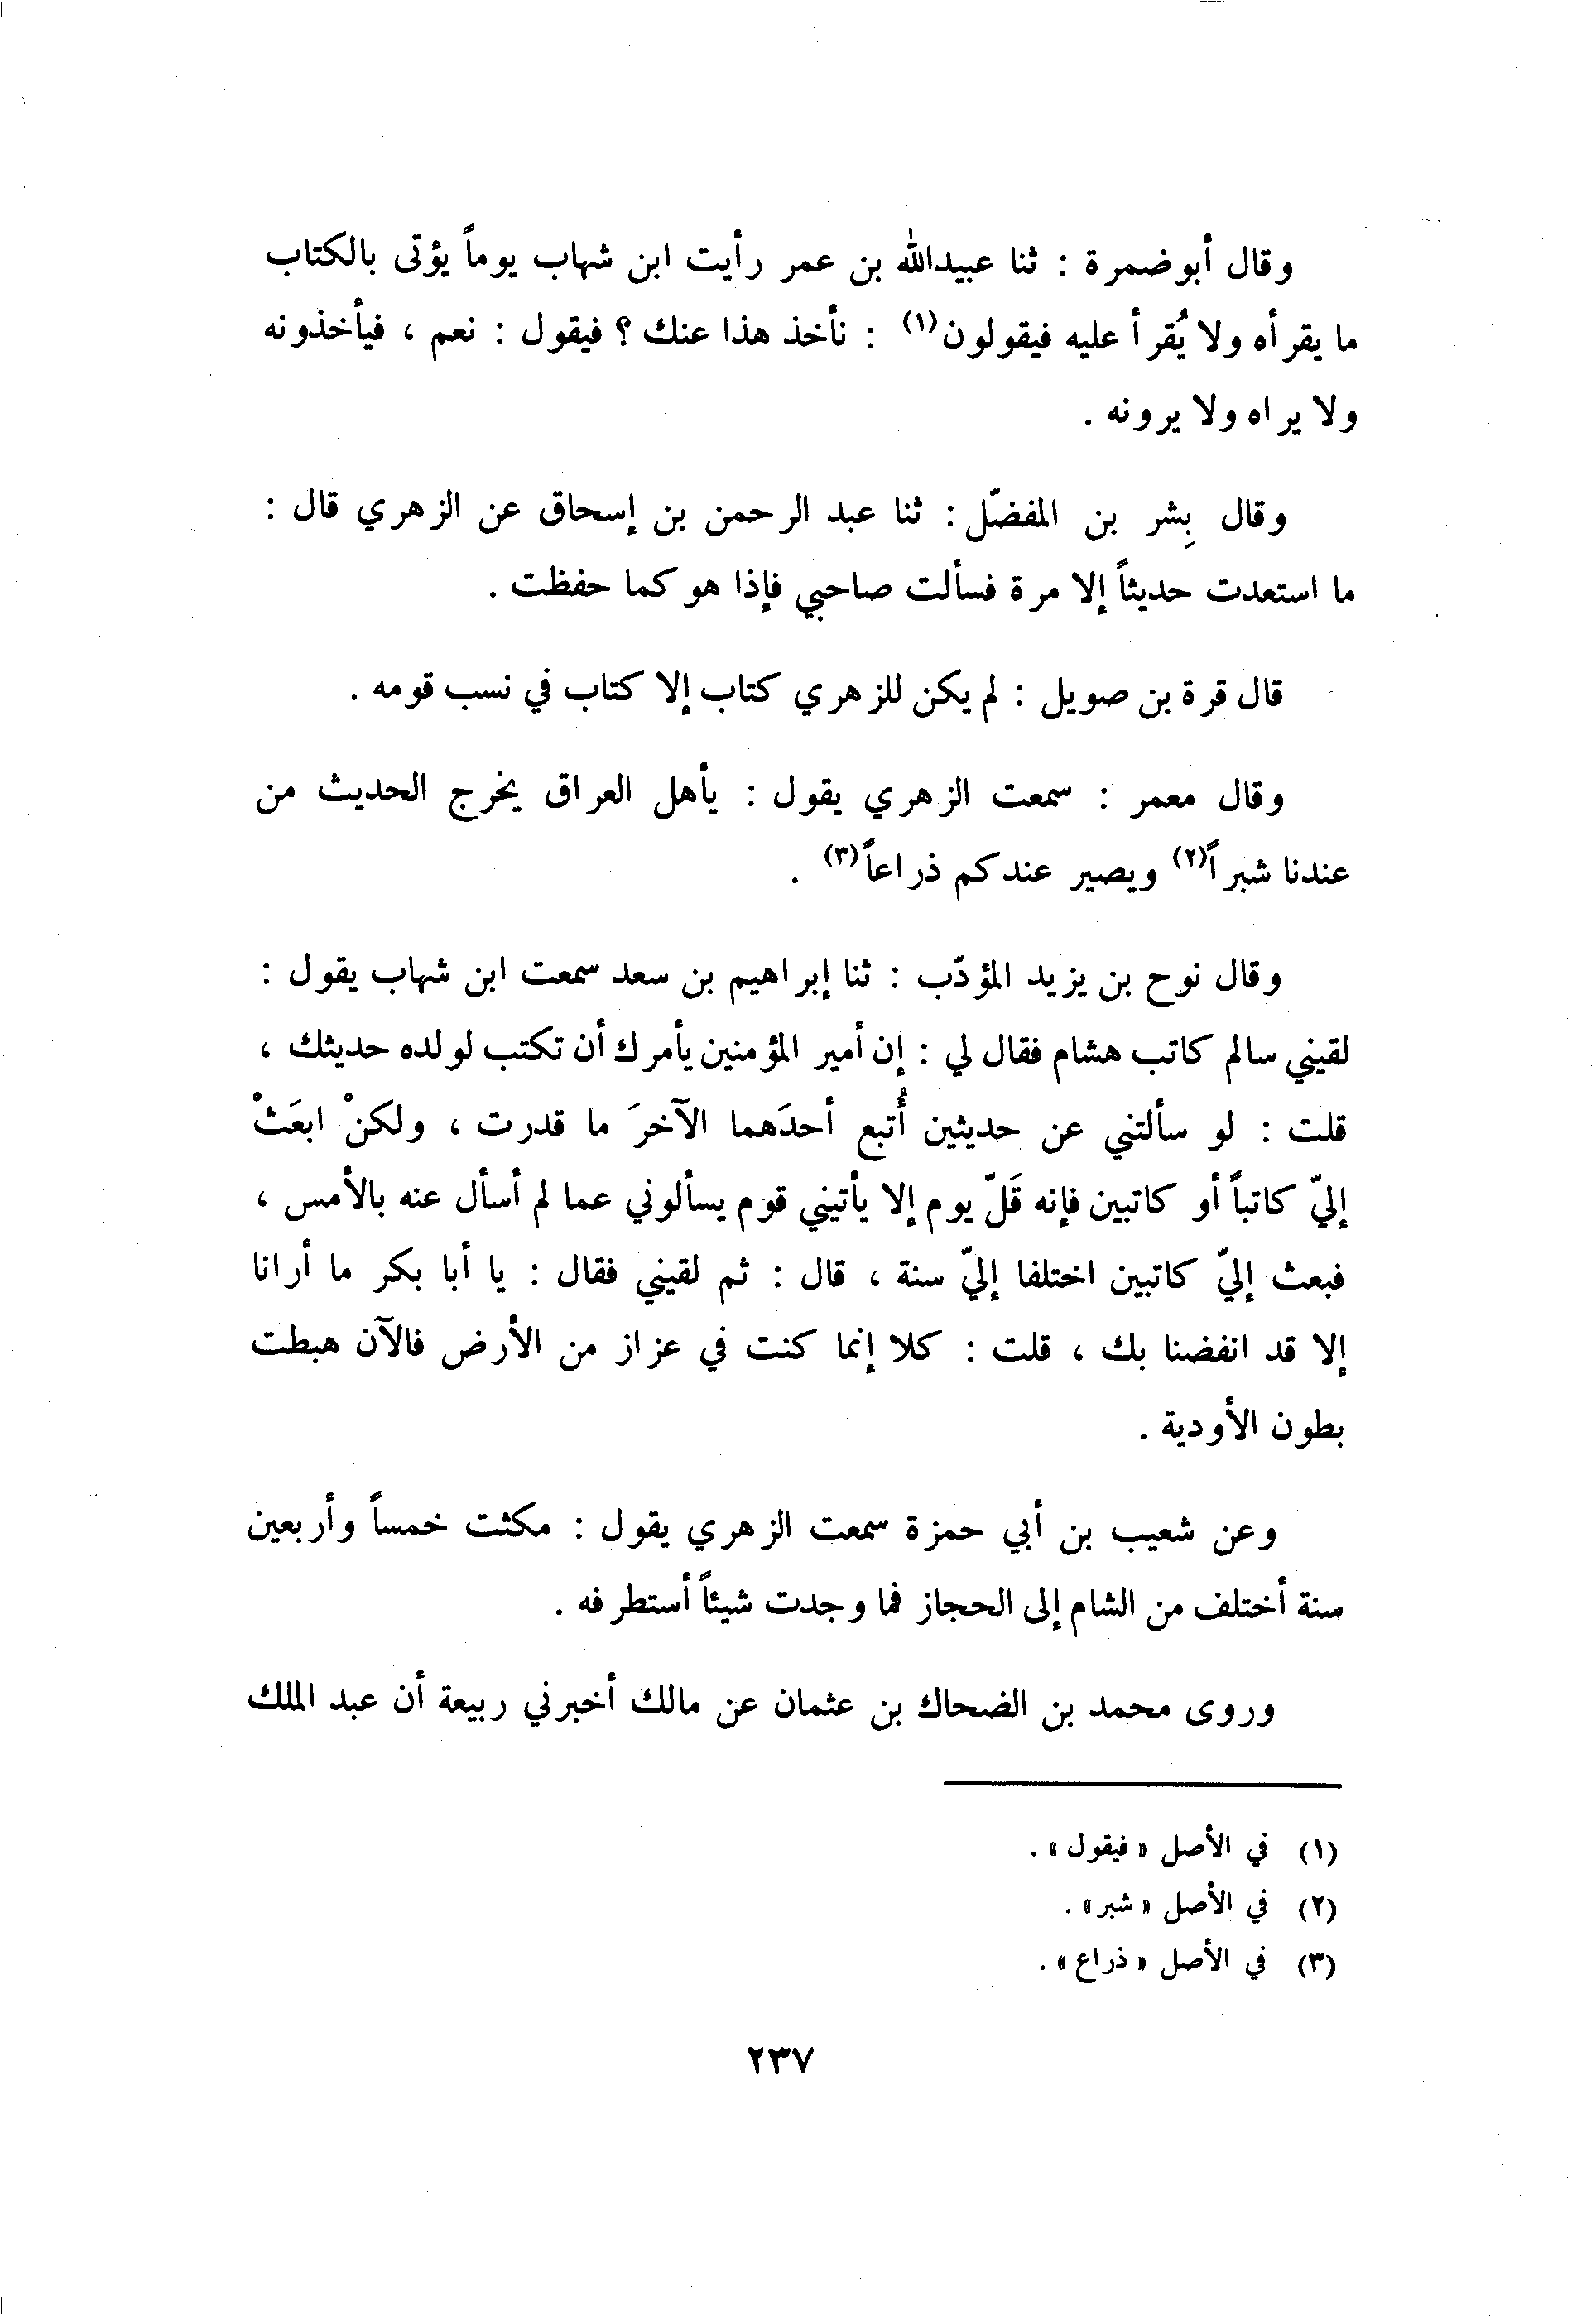 وقال أبوضمرة : ثنا عبيدالله بن عمر رأيت ابن شهاب يوماً يؤتى بالكتاب
ما يقرأه ولا يُقرأ عليه فيقولون(١) : نأخذ هذا عنك ؟ فيقول : نعم ، فيأخذونه
ولا يراه ولا يرونه .
وقال بِشر بن المفضّل : ثنا عبد الرحمن بن إسحاق عن الزهري قال :
ما استعدت حديثاً إلا مرة فسألت صاحبي فإذا هو كما حفظت .
قال قرة بن صويل : لم يكن للزهري كتاب إلا كتاب في نسب قومه .
وقال معمر : سمعت الزهري يقول : يأهل العراق يخرج الحديث من
عندنا شبراً(٢) ويصير عندكم ذراعاً(٣) .
وقال نوح بن يزيد المؤدّب : ثنا إبراهيم بن سعد سمعت ابن شهاب يقول :
لقيني سالم كاتب هشام فقال لي : إن أمير المؤمنين يأمرك أن تكتب لولده حديثك ،
قلت : لو سألتني عن حديثين أُتبع أحدَهما الآخرَ ما قدرت ، ولكنْ ابعَثْ
إليّ كاتباً أو كاتبين فإنه قَلّ يوم إلا يأتيني قوم يسألوني عما لم أسأل عنه بالأمس ،
فبعث إليّ كاتبين اختلفا إليّ سنة ، قال : ثم لقيني فقال : يا أبا بكر ما أرانا
إلا قد انفضنا بك ، قلت : كلا إنما كنت في عزاز من الأرض فالآن هبطت
بطون الأودية .
وعن شعيب بن أبي حمزة سمعت الزهري يقول : مكثت خمساً وأربعين
سنة أختلف من الشام إلى الحجاز فما وجدت شيئاً أستطرفه .
وروى محمد بن الضحاك بن عثمان عن مالك أخبرني ربيعة أن عبد الملك
(١) في الأصل «فيقول» .
(٢) في الأصل «شبر» .
(٣) في الأصل «ذراع» .
٢٣٧